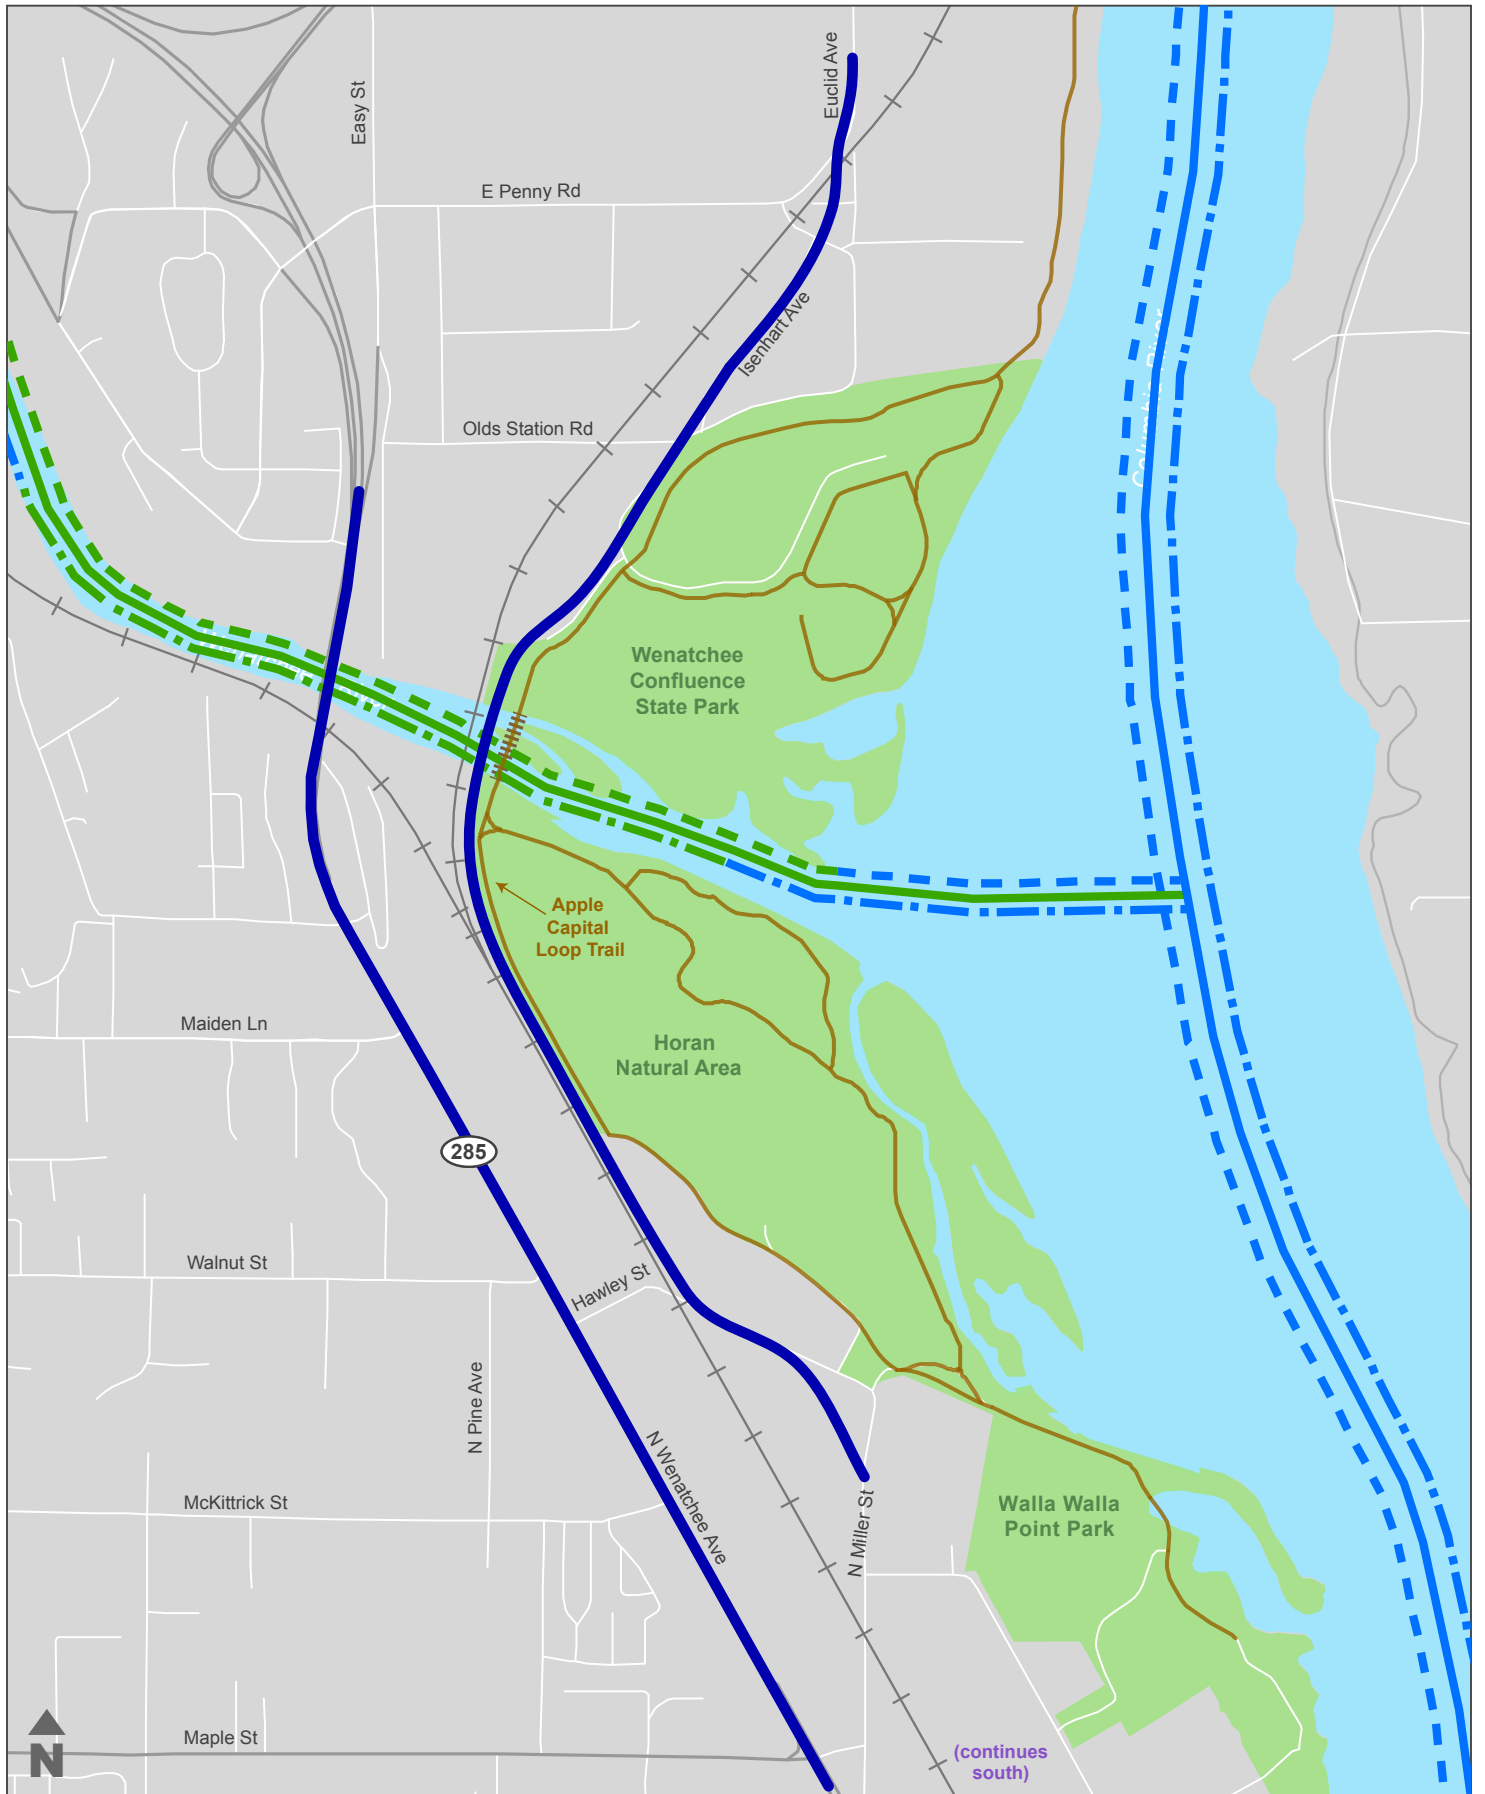 Easy St
Euclid Ave
E Penny Rd
Isenhart Ave
Columbia River
Olds Station Rd
Wenatchee
Confluence
State Park
Apple
Capital
Loop Trail
Maiden Ln
Horan
Natural Area
285
Walnut St
Hawley St
N Pine Ave
N Wenatchee Ave
McKittrick St
N Miller St
Walla Walla
Point Park
Maple St
N
(continues
south)